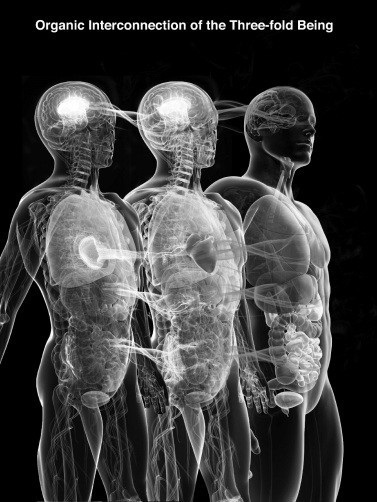 Organic Interconnection of the Three-fold Being